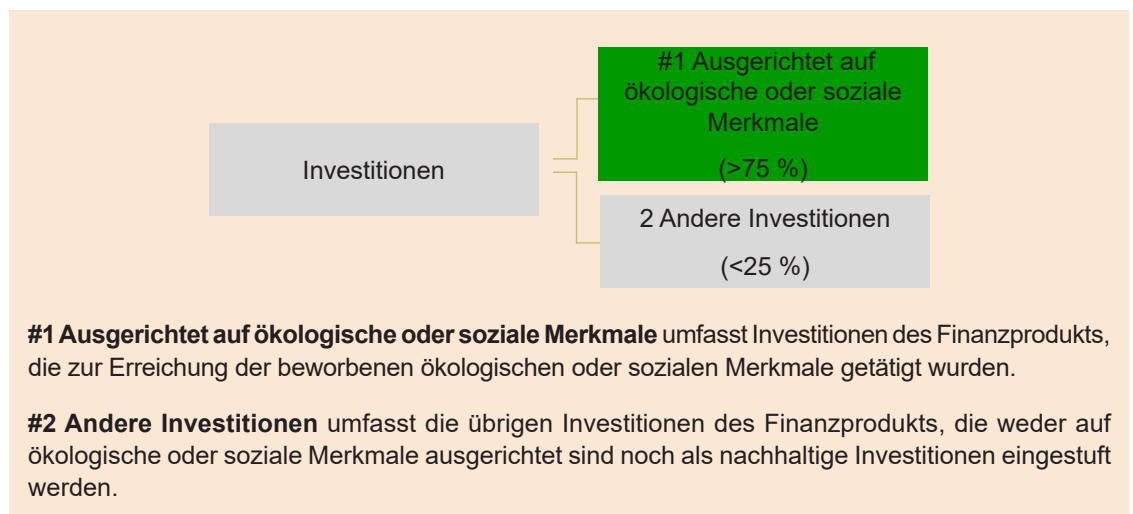 #1 Ausgerichtet auf
ökologische oder soziale
Merkmale
(>75 %)
Investitionen
2 Andere Investitionen
(<25 %)
#1 Ausgerichtet auf ökologische oder soziale Merkmale umfasst Investitionen des Finanzprodukts,
die zur Erreichung der beworbenen ökologischen oder sozialen Merkmale getätigt wurden.
#2 Andere Investitionen umfasst die übrigen Investitionen des Finanzprodukts, die weder auf
ökologische oder soziale Merkmale ausgerichtet sind noch als nachhaltige Investitionen eingestuft
werden.